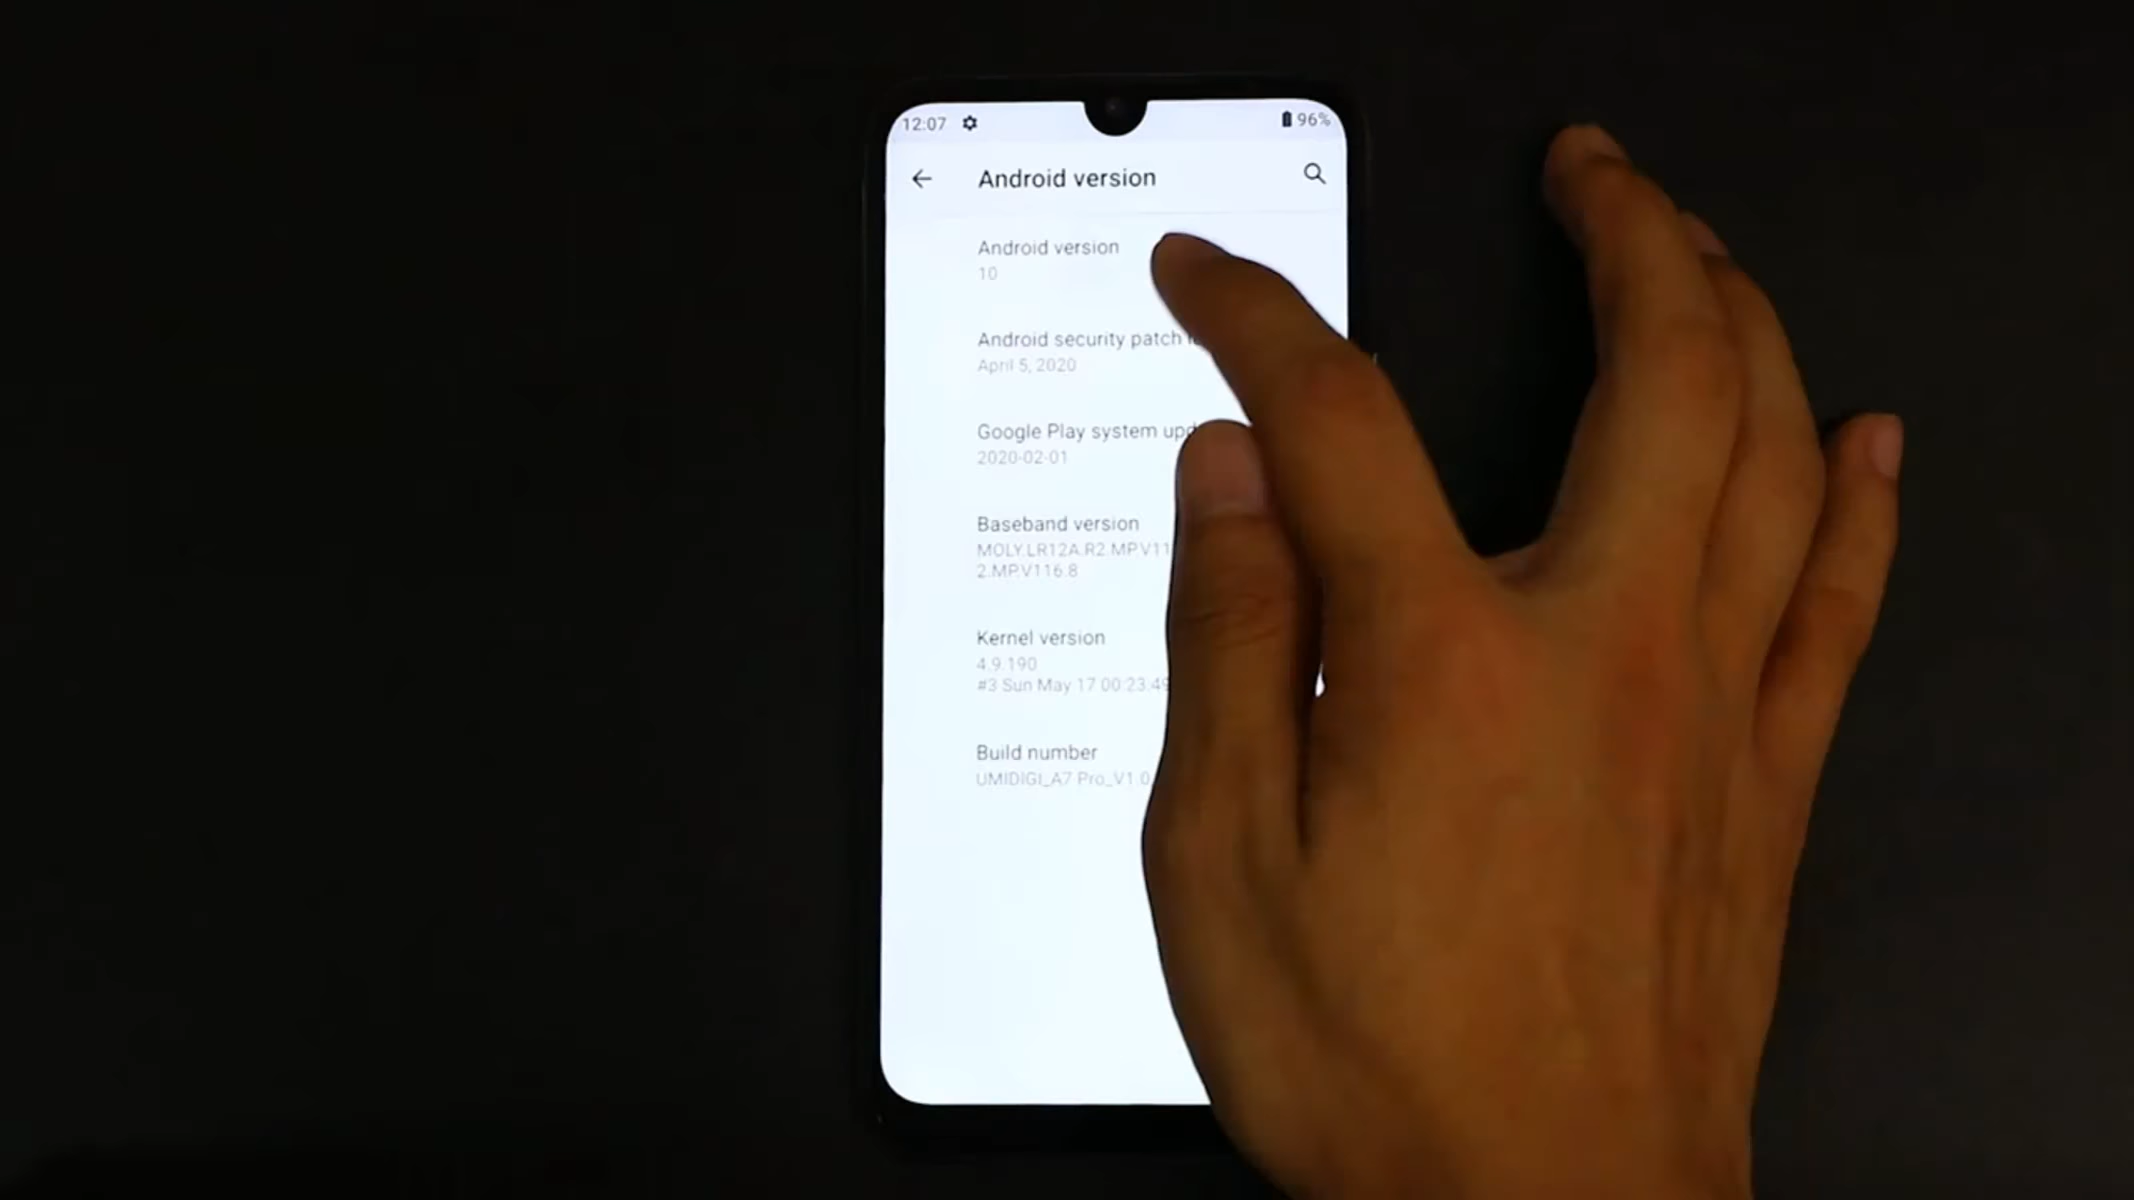 12:07
96%
Android version
Android version
10
Android security patch
April 5, 2020
Google Play system
2020-02-01
Baseband version
MOLY.LR12A.R2.MP.V11
2.MP.V116.8
Kernel version
4.9.190
#3 Sun May 17 00:23:49
Build number
UMIDIGI_A7 Pro_V1.0